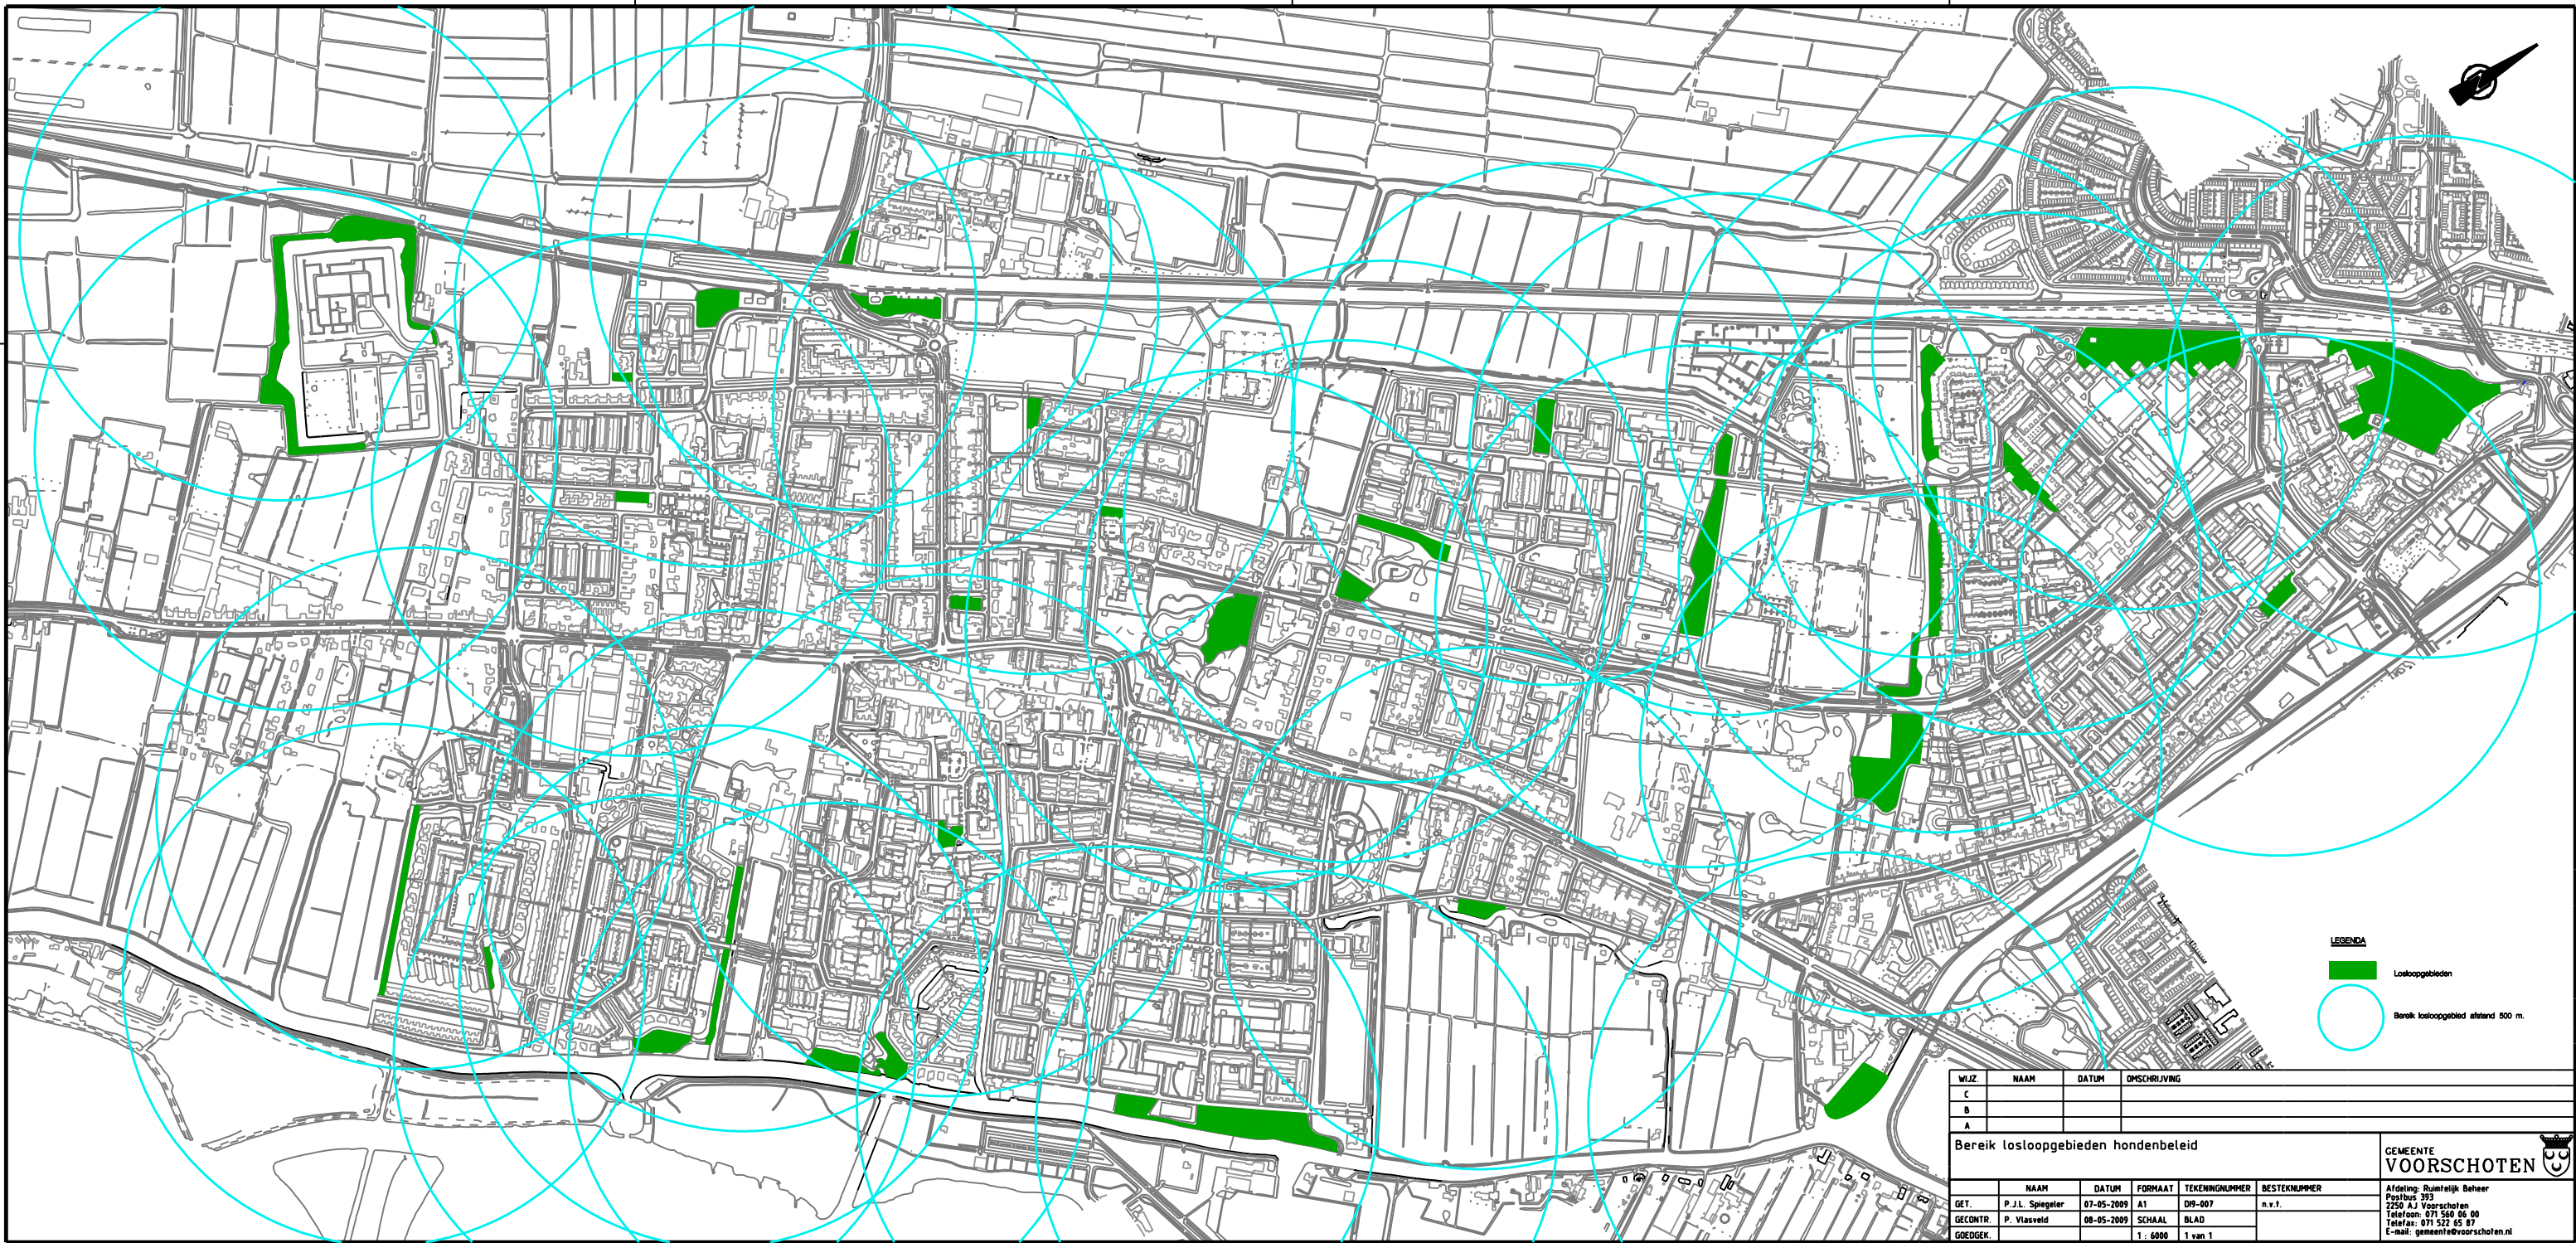 LEGENDA
Losloopgebieden
Bereik losloopgebied afstand 500 m.
WIJZ. NAAM DATUM OMSCHRIJVING
C
B
A
Bereik losloopgebieden hondenbeleid
GEMEENTE
VOORSCHOTEN
NAAM DATUM FORMAAT TEKENINGNUMMER BESTEKNUMMER
GET. P.J.L. Spiegeler 07-05-2009 A1 D19-007 n.v.t.
GECONTR. P. Vlasveld 08-05-2009 SCHAAL BLAD
GOEDGEK. 1 : 6000 1 van 1
Afdeling: Ruimtelijk Beheer
Postbus 393
2250 AJ Voorschoten
Telefoon: 071 560 06 00
Telefax: 071 522 65 87
E-mail: gemeente@voorschoten.nl